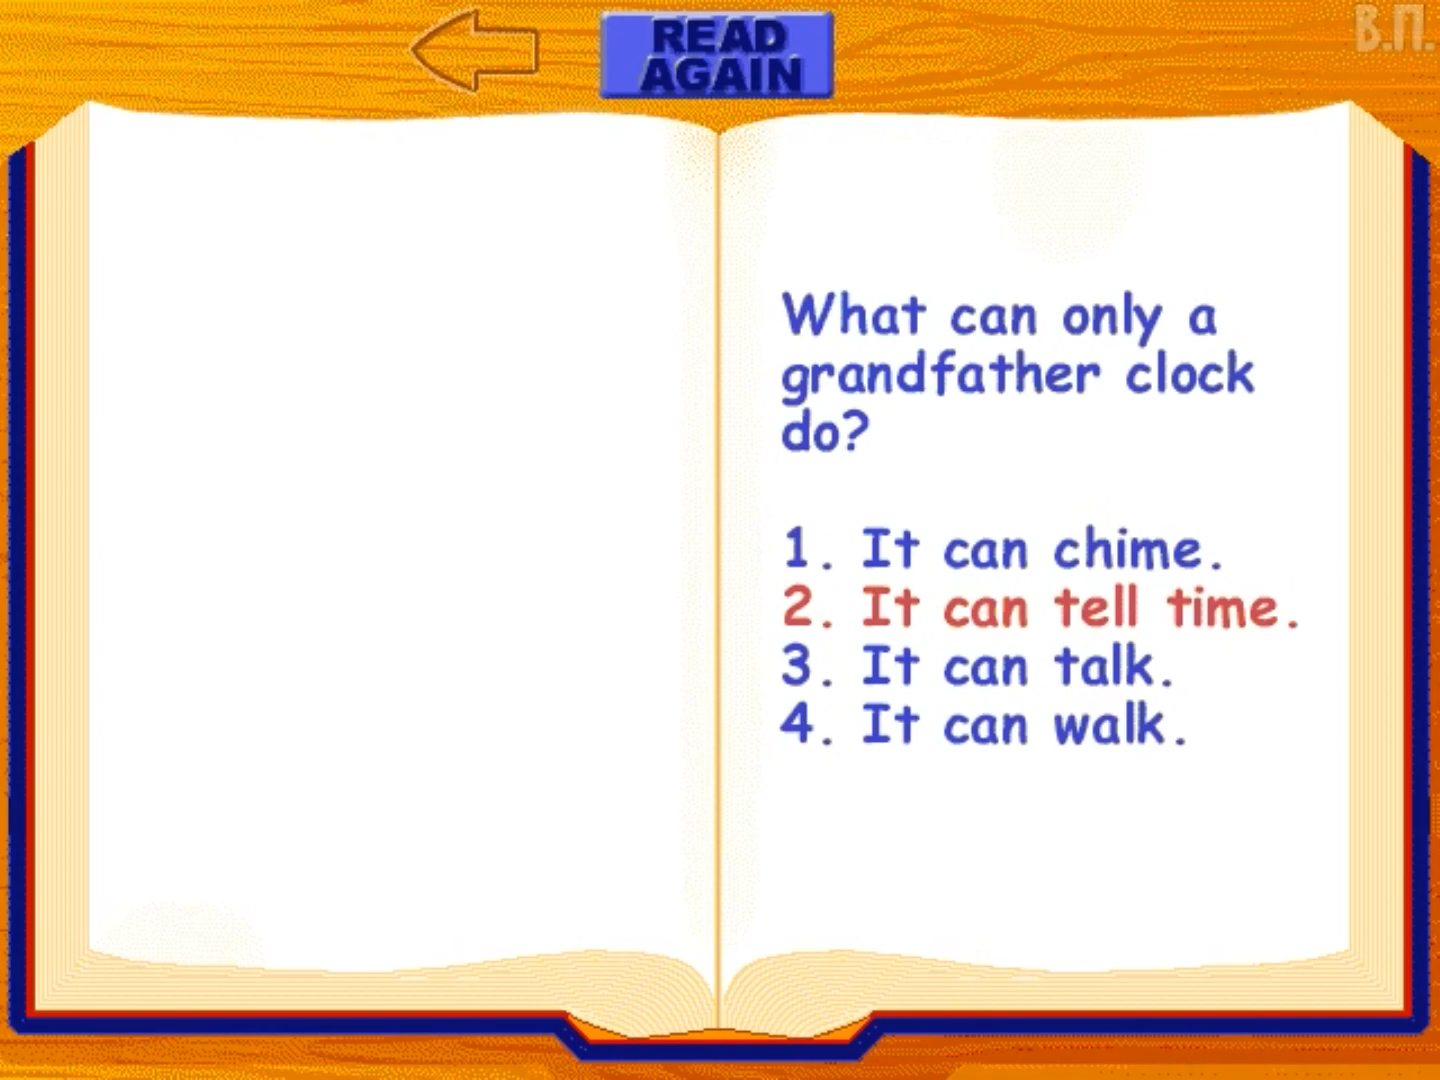 READ
AGAIN
В.П.
What can only a
grandfather clock
do?
1. It can chime.
2. It can tell time.
3. It can talk.
4. It can walk.